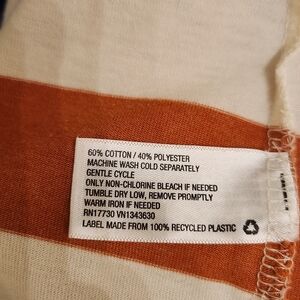 60% COTTON / 40% POLYESTER
MACHINE WASH COLD SEPARATELY
GENTLE CYCLE
ONLY NON-CHLORINE BLEACH IF NEEDED
TUMBLE DRY LOW, REMOVE PROMPTLY
WARM IRON IF NEEDED
RN17730 VN1343630
LABEL MADE FROM 100% RECYCLED PLASTIC